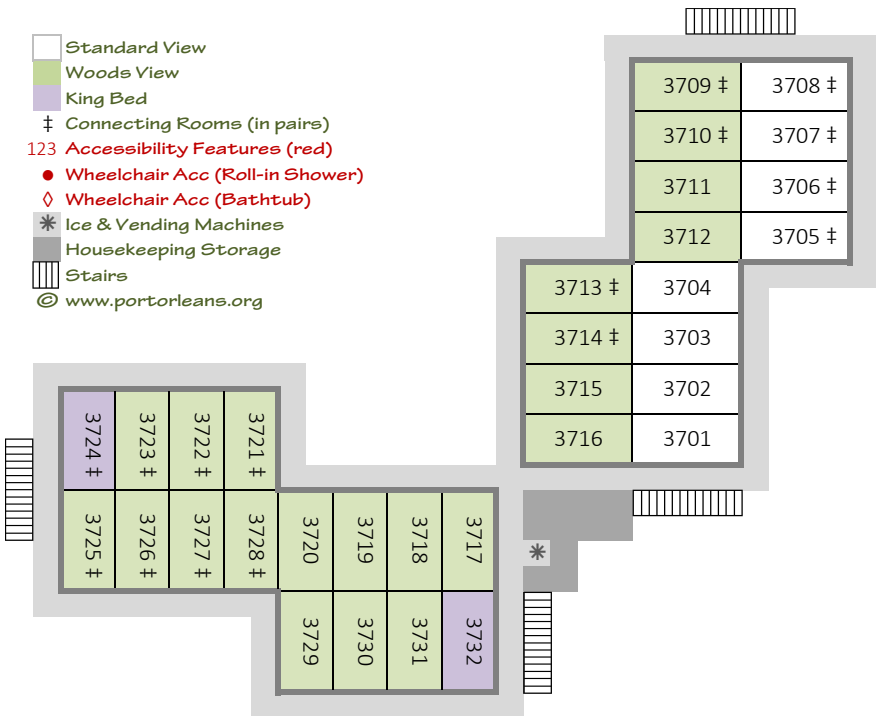 Standard View
Woods View
King Bed
‡ Connecting Rooms (in pairs)
123 Accessibility Features (red)
● Wheelchair Acc (Roll-in Shower)
◊ Wheelchair Acc (Bathtub)
Ice & Vending Machines
Housekeeping Storage
Stairs
© www.portorleans.org
3709 ‡ 3708 ‡
3710 ‡ 3707 ‡
3711 3706 ‡
3712 3705 ‡
3713 ‡ 3704
3714 ‡ 3703
3715 3702
3716 3701
3724 ‡ 3723 ‡ 3722 ‡ 3721 ‡
3725 ‡ 3726 ‡ 3727 ‡ 3728 ‡ 3720 3719 3718 3717
3729 3730 3731 3732